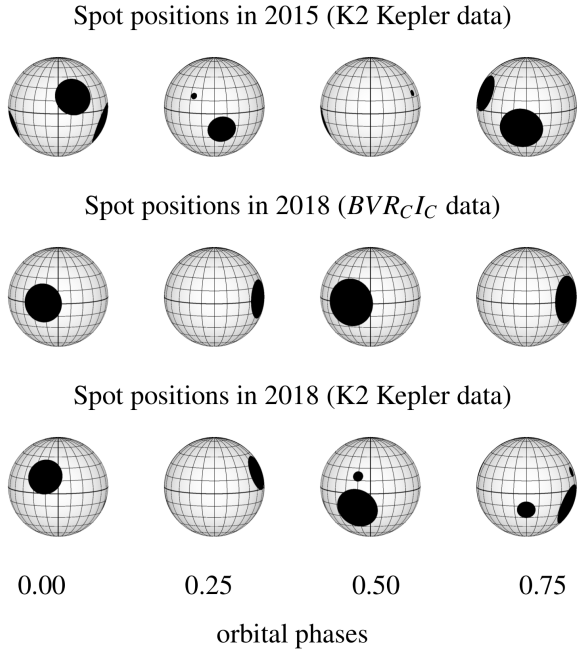 Spot positions in 2015 (K2 Kepler data)
Spot positions in 2018 (BVR_CI_C data)
Spot positions in 2018 (K2 Kepler data)
0.00 0.25 0.50 0.75
orbital phases